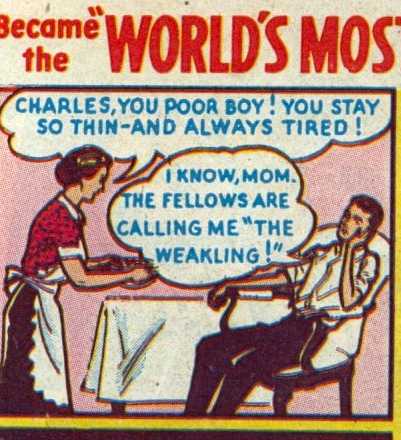 Became "WORLD'S MOS
the
CHARLES, YOU POOR BOY! YOU STAY
SO THIN-AND ALWAYS TIRED!
I KNOW, MOM.
THE FELLOWS ARE
CALLING ME "THE
WEAKLING!"